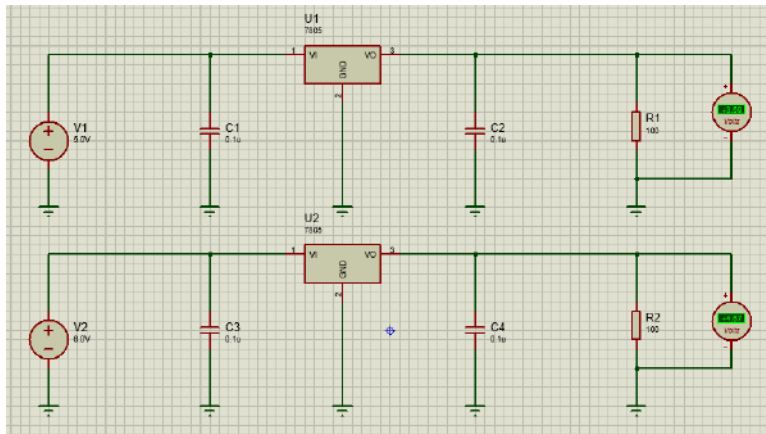 U1
7805
1 VI VO 3
GND
2
V1
5.0V
C1
0.1u
C2
0.1u
R1
100
+
Volts
-
U2
7805
1 VI VO 3
GND
2
V2
6.0V
C3
0.1u
C4
0.1u
R2
100
+
-